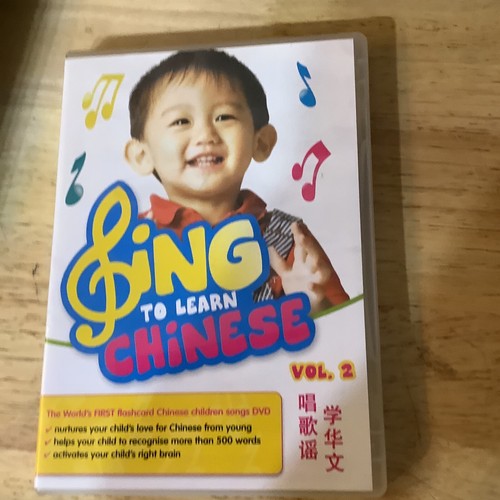 SiNG
TO LEARN
CHiNESE
VOL. 2
The World's FIRST flashcard Chinese children songs DVD
nurtures your child's love for Chinese from young
helps your child to recognise more than 500 words
activates your child's right brain
唱歌谣
学华文